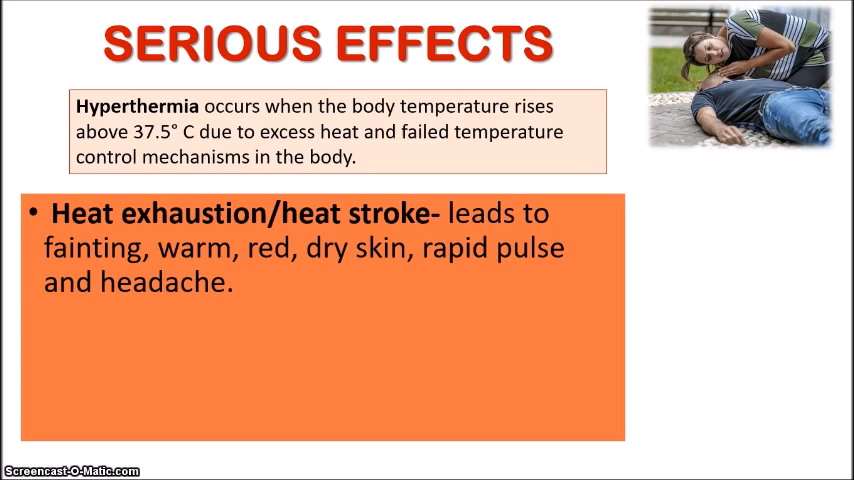 SERIOUS EFFECTS
Hyperthermia occurs when the body temperature rises
above 37.5° C due to excess heat and failed temperature
control mechanisms in the body.
• Heat exhaustion/heat stroke- leads to
fainting, warm, red, dry skin, rapid pulse
and headache.
Screencast-O-Matic.com